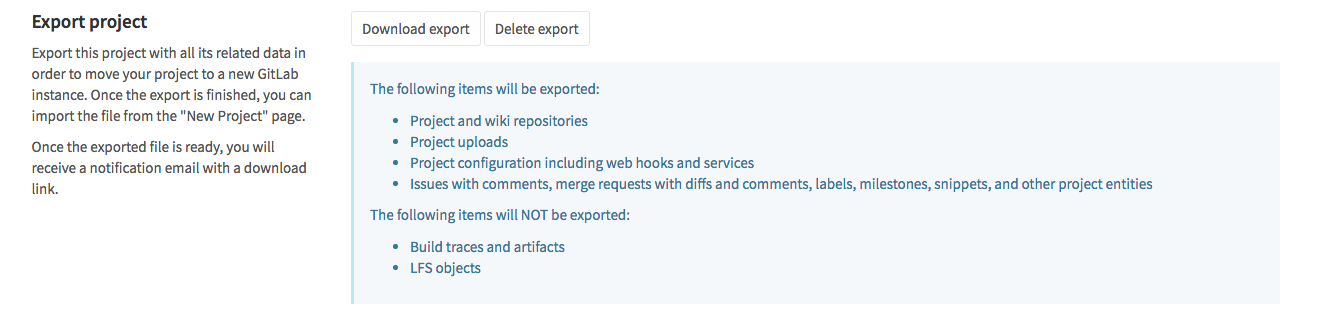 Export project
Export this project with all its related data in
order to move your project to a new GitLab
instance. Once the export is finished, you can
import the file from the "New Project" page.
Once the exported file is ready, you will
receive a notification email with a download
link.
Download export
Delete export
The following items will be exported:
• Project and wiki repositories
• Project uploads
• Project configuration including web hooks and services
• Issues with comments, merge requests with diffs and comments, labels, milestones, snippets, and other project entities
The following items will NOT be exported:
• Build traces and artifacts
• LFS objects